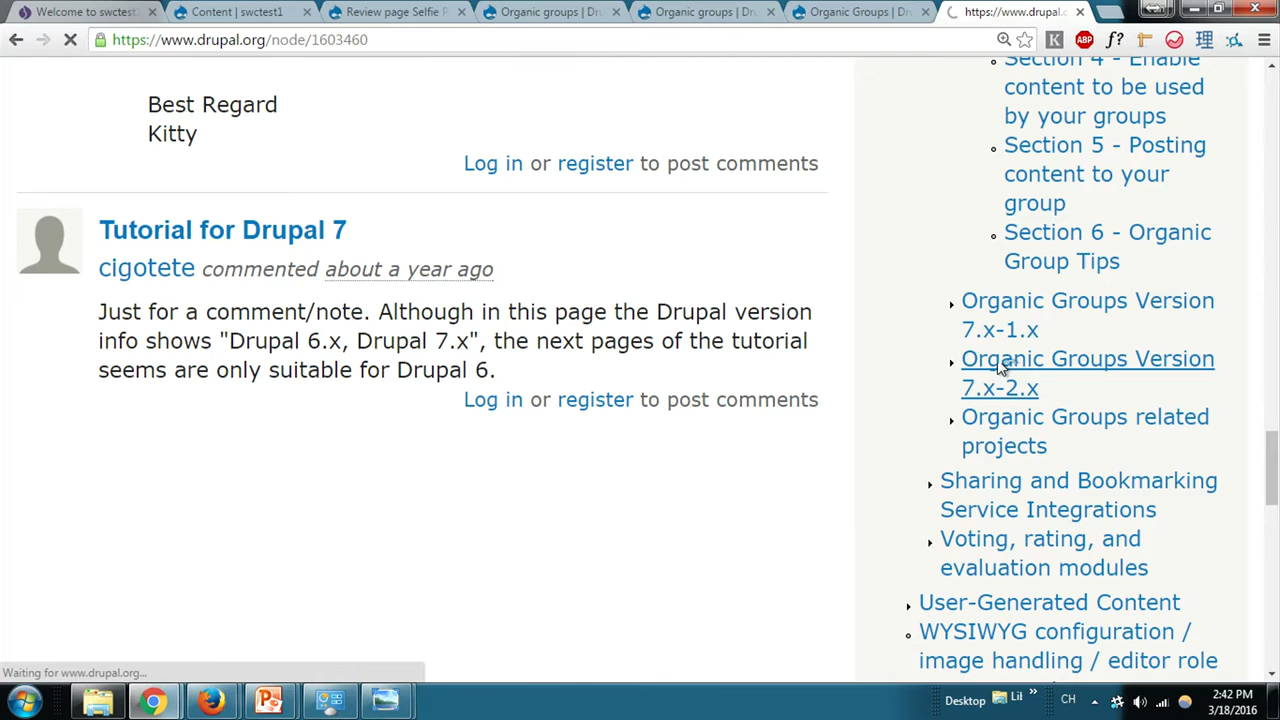 Welcome to swctes
Content | swctest1
Review page Selfie P
Organic groups | Dru
Organic groups | Dru
Organic Groups | Dru
https://www.drupal.c
https://www.drupal.org/node/1603460
K
ABP
f?
理
Section 4 - Enable
content to be used
by your groups
Section 5 - Posting
content to your
group
Section 6 - Organic
Group Tips
Organic Groups Version
7.x-1.x
Organic Groups Version
7.x-2.x
Organic Groups related
projects
Sharing and Bookmarking
Service Integrations
Voting, rating, and
evaluation modules
User-Generated Content
WYSIWYG configuration /
image handling / editor role
Best Regard
Kitty
Log in or register to post comments
Tutorial for Drupal 7
cigotete commented about a year ago
Just for a comment/note. Although in this page the Drupal version
info shows "Drupal 6.x, Drupal 7.x", the next pages of the tutorial
seems are only suitable for Drupal 6.
Log in or register to post comments
Waiting for www.drupal.org...
Desktop
Lil
»
CH
2:42 PM
3/18/2016